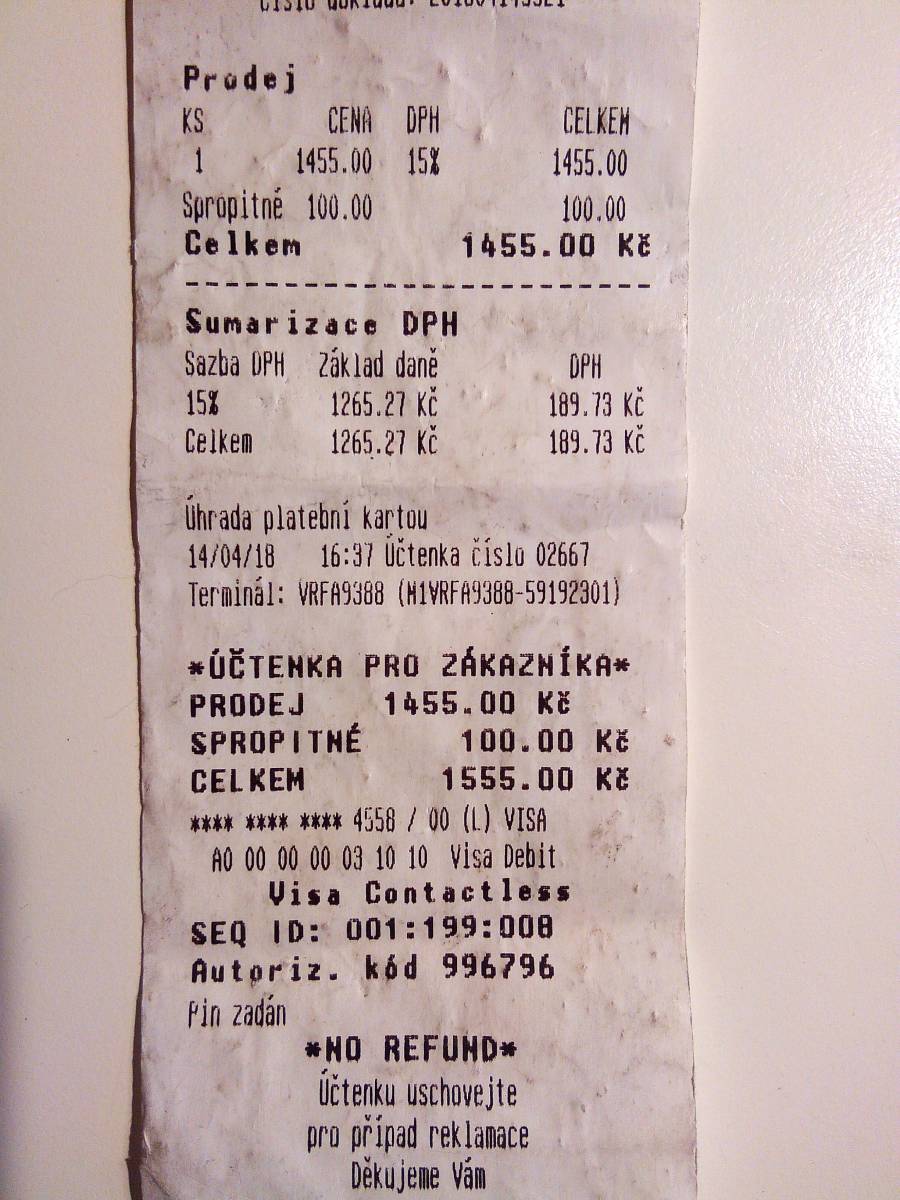 Prodej
KS CENA DPH CELKEM
1 1455.00 15% 1455.00
Spropitné 100.00 100.00
Celkem 1455.00 Kč
Sumarizace DPH
Sazba DPH Základ daně DPH
15% 1265.27 Kč 189.73 Kč
Celkem 1265.27 Kč 189.73 Kč
Úhrada platební kartou
14/04/18 16:37 Účtenka číslo 02667
Terminál: VRFA9388 (M1VRFA9388-59192301)
*ÚČTENKA PRO ZÁKAZNÍKA*
PRODEJ 1455.00 Kč
SPROPITNÉ 100.00 Kč
CELKEM 1555.00 Kč
**** **** **** 4558 / 00 (L) VISA
A0 00 00 00 03 10 10 Visa Debit
Visa Contactless
SEQ ID: 001:199:008
Autoriz. kód 996796
Pin zadán
*NO REFUND*
Účtenku uschovejte
pro případ reklamace
Děkujeme Vám